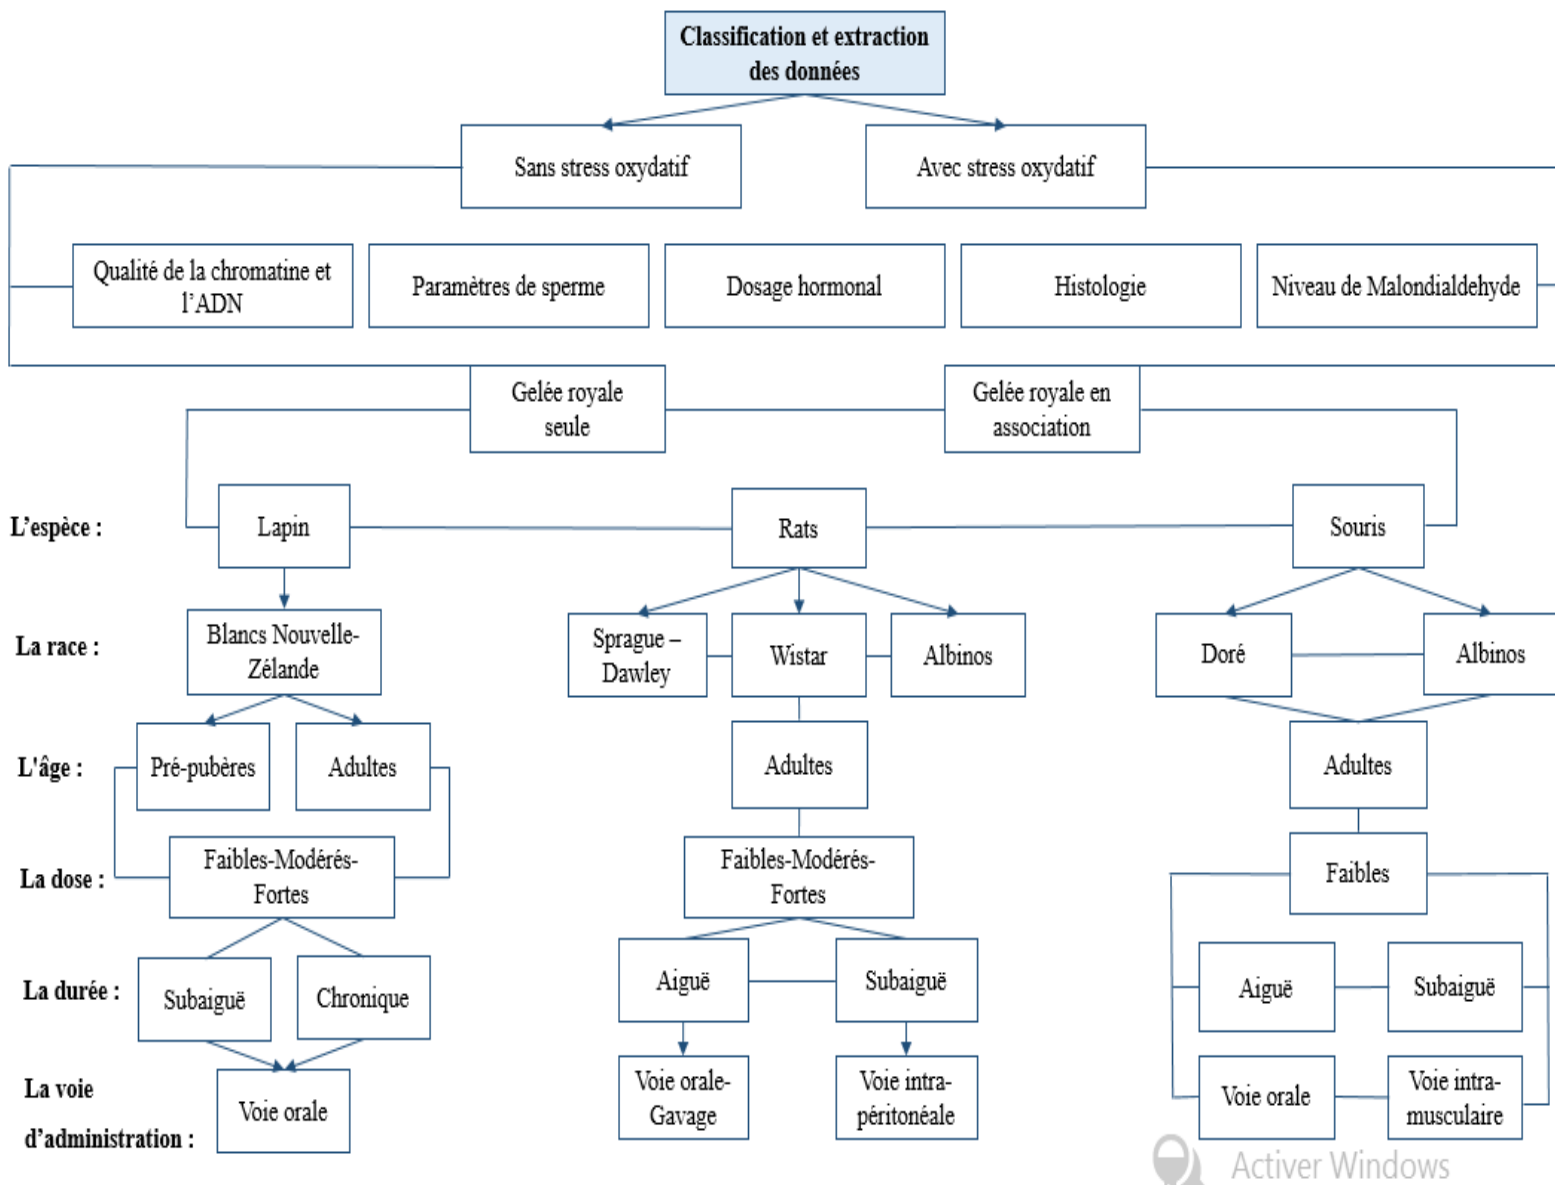 Classification et extraction
des données
Sans stress oxydatif
Avec stress oxydatif
Qualité de la chromatine et
l’ADN
Paramètres de sperme
Dosage hormonal
Histologie
Niveau de Malondialdehyde
Gelée royale
seule
Gelée royale en
association
L’espèce :
Lapin
Rats
Souris
La race :
Blancs Nouvelle-
Zélande
Sprague –
Dawley
Wistar
Albinos
Doré
Albinos
L'âge :
Pré-pubères
Adultes
Adultes
Adultes
La dose :
Faibles-Modérés-
Fortes
Faibles-Modérés-
Fortes
Faibles
La durée :
Subaiguë
Chronique
Aiguë
Subaiguë
Aiguë
Subaiguë
La voie
d’administration :
Voie orale
Voie orale-
Gavage
Voie intra-
péritonéale
Voie orale
Voie intra-
musculaire
Activer Windows